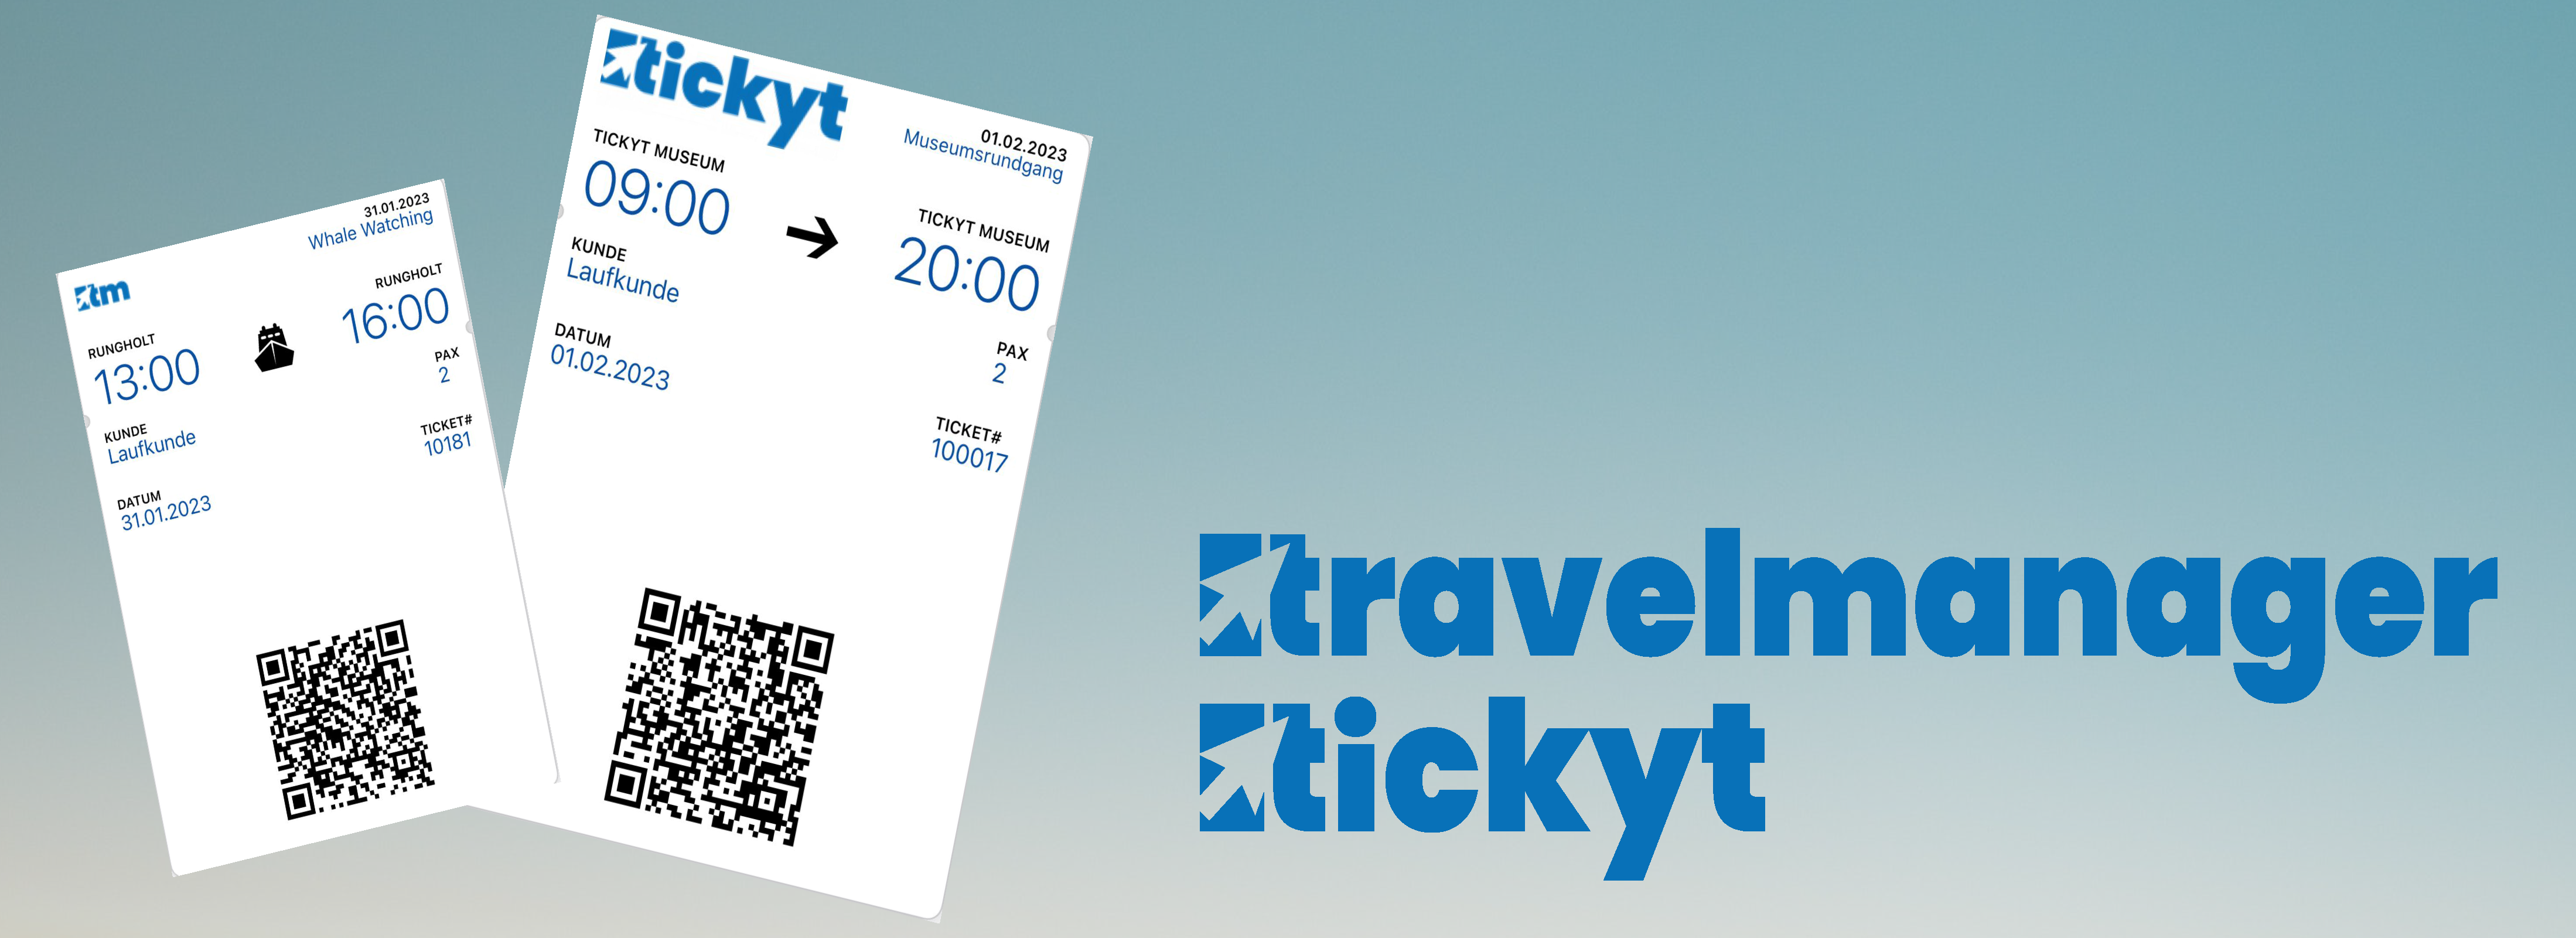 31.01.2023
Whale Watching
tm
RUNGHOLT
13:00
RUNGHOLT
16:00
KUNDE
Laufkunde
PAX
2
DATUM
31.01.2023
TICKET#
10181
tickyt
01.02.2023
Museumsrundgang
TICKYT MUSEUM
09:00
TICKYT MUSEUM
20:00
KUNDE
Laufkunde
PAX
2
DATUM
01.02.2023
TICKET#
100017
travelmanager
tickyt